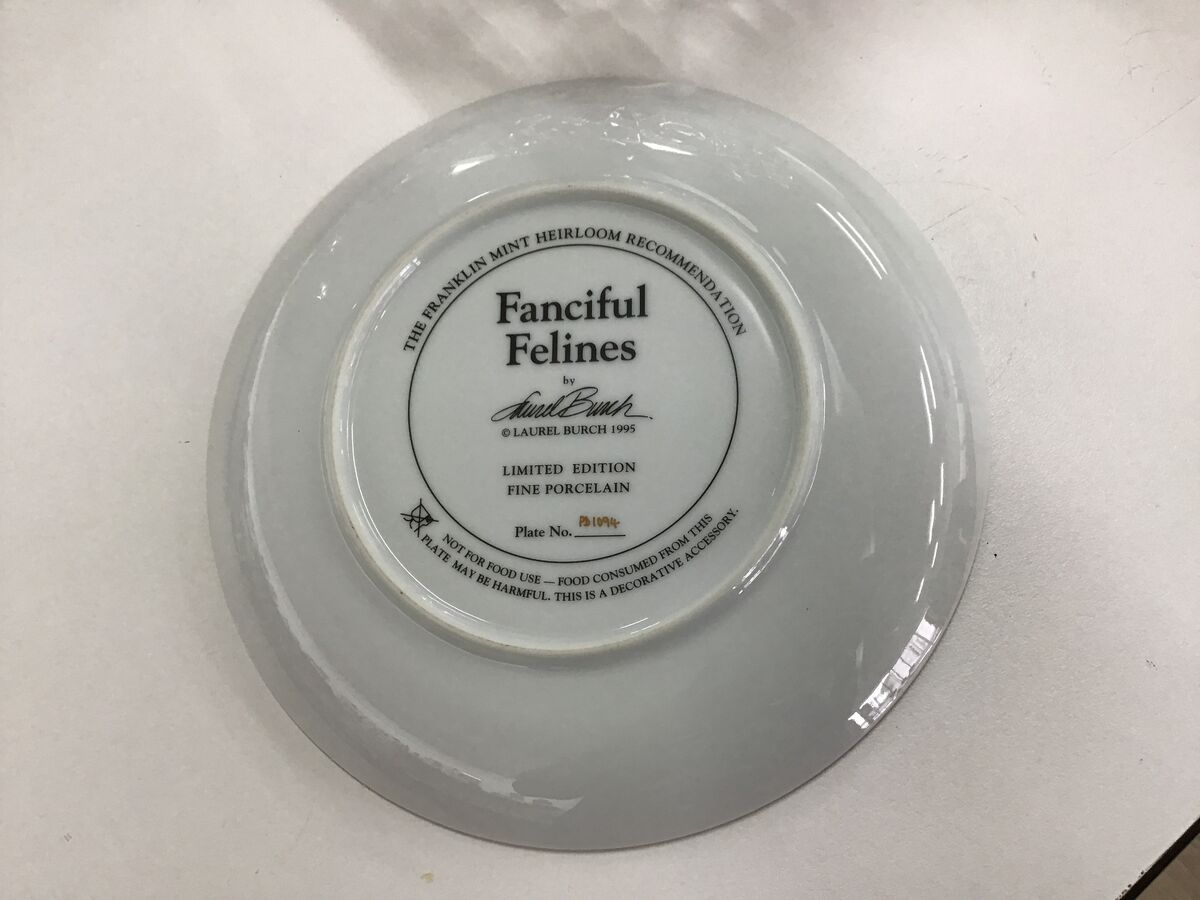 THE FRANKLIN MINT HEIRLOOM RECOMMENDATION
Fanciful
Felines
by
Laurel Burch
© LAUREL BURCH 1995
LIMITED EDITION
FINE PORCELAIN
Plate No. PB1094
NOT FOR FOOD USE — FOOD CONSUMED FROM THIS
PLATE MAY BE HARMFUL. THIS IS A DECORATIVE ACCESSORY.